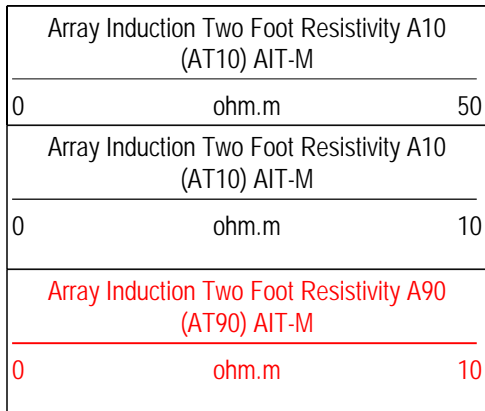 Array Induction Two Foot Resistivity A10
(AT10) AIT-M
0 ohm.m 50
Array Induction Two Foot Resistivity A10
(AT10) AIT-M
0 ohm.m 10
Array Induction Two Foot Resistivity A90
(AT90) AIT-M
0 ohm.m 10